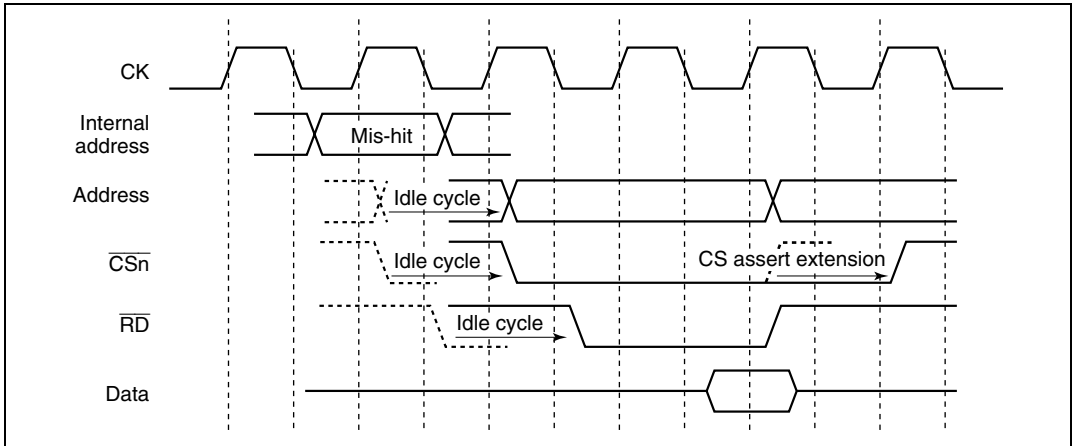 CK
Internal
address
Mis-hit
Address
Idle cycle
CSn
Idle cycle
CS assert extension
RD
Idle cycle
Data